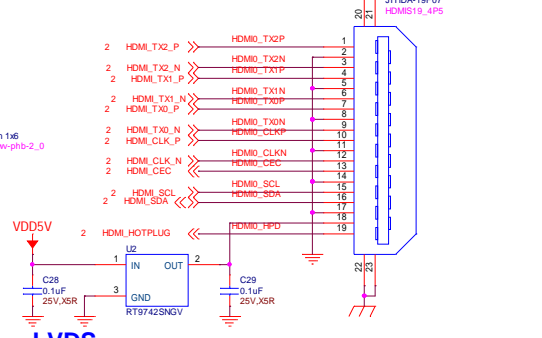 20
21
HDMIS19_4P5
2 HDMI_TX2_P HDMI0_TX2P 1
2
2 HDMI_TX2_N HDMI0_TX2N 3
2 HDMI_TX1_P HDMI0_TX1P 4
5
2 HDMI_TX1_N HDMI0_TX1N 6
2 HDMI_TX0_P HDMI0_TX0P 7
8
2 HDMI_TX0_N HDMI0_TX0N 9
2 HDMI_CLK_P HDMI0_CLKP 10
11
2 HDMI_CLK_N HDMI0_CLKN 12
2 HDMI_CEC HDMI0_CEC 13
14
2 HDMI_SCL HDMI0_SCL 15
2 HDMI_SDA HDMI0_SDA 16
17
18
2 HDMI_HOTPLUG HDMI0_HPD 19
1x6
w-phb-2_0
VDD5V
U2
1 IN OUT 2
3 GND
RT9742SNGV
C28
0.1uF
25V,X5R
C29
0.1uF
25V,X5R
22
23